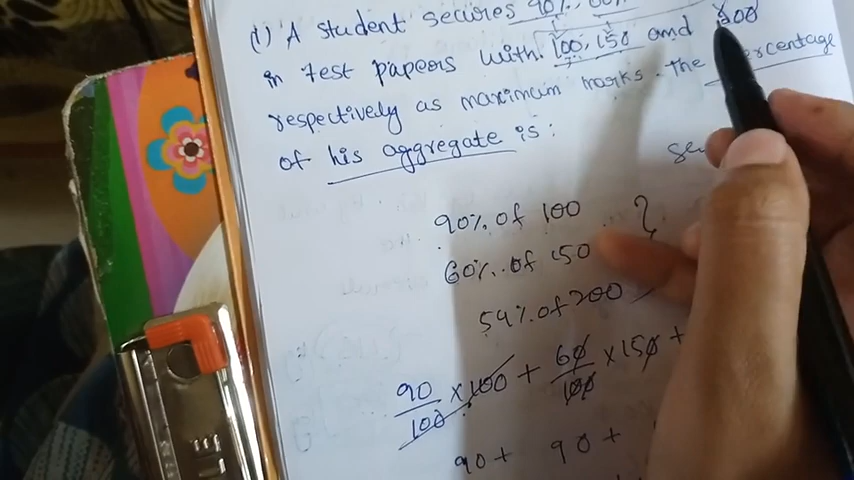 (1) A student secures 90%, 60%
in test papers with 100, 150 and 200
respectively as maximum marks. The percentage
of his aggregate is:
90% of 100
60% of 150
54% of 200
90/100 × 100 + 60/100 × 150 +
90 + 90 +